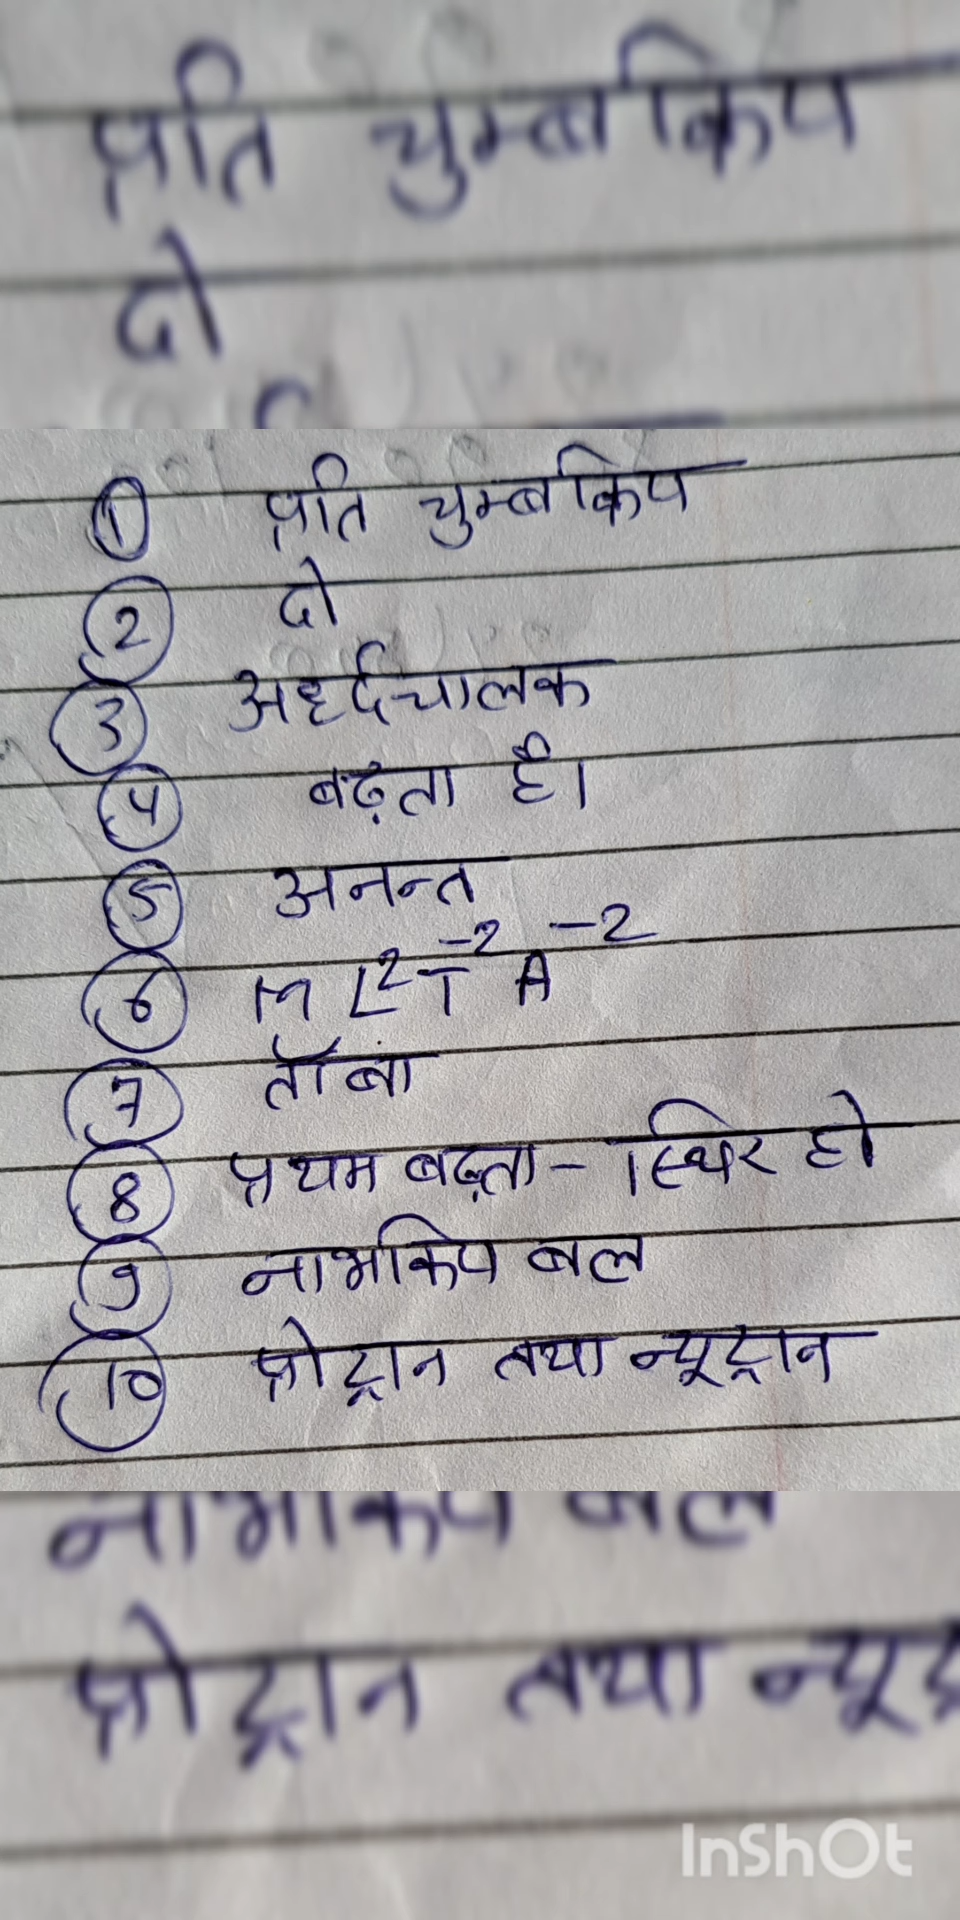 प्रति चुम्बकिय
दो
① प्रति चुम्बकिय
② दो
③ अर्ध्दचालक
④ बढ़ता है।
⑤ अनन्त
⑥ M L² T⁻² A⁻²
⑦ ताँबा
⑧ प्रथम बढ़ता - स्थिर हो
⑨ नाभकिय बल
⑩ प्रोट्रान तथा न्यूट्रान
नाभकिय बल
प्रोट्रान तथा न्यूट्र
InShOt